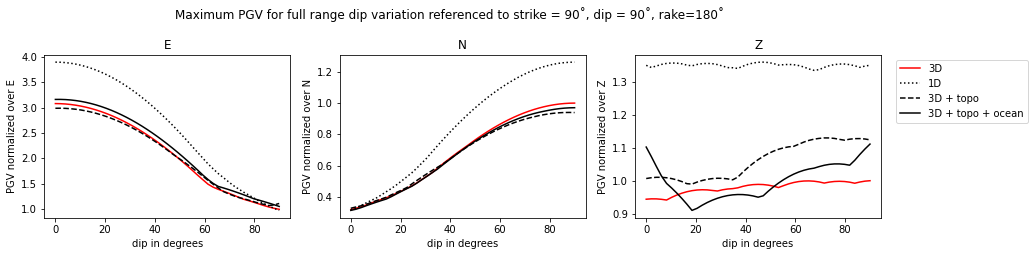 Maximum PGV for full range dip variation referenced to strike = 90˚, dip = 90˚, rake=180˚
E
PGV normalized over E
4.0
3.5
3.0
2.5
2.0
1.5
1.0
0 20 40 60 80
dip in degrees
N
PGV normalized over N
1.2
1.0
0.8
0.6
0.4
0 20 40 60 80
dip in degrees
Z
PGV normalized over Z
1.3
1.2
1.1
1.0
0.9
0 20 40 60 80
dip in degrees
3D
1D
3D + topo
3D + topo + ocean